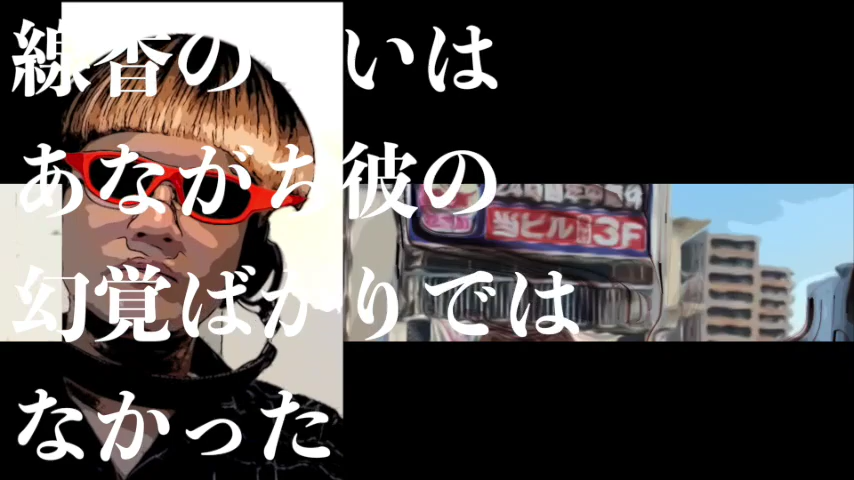 線香の匂いは
あながち彼の
幻覚ばかりでは
なかった
当ビル
3F